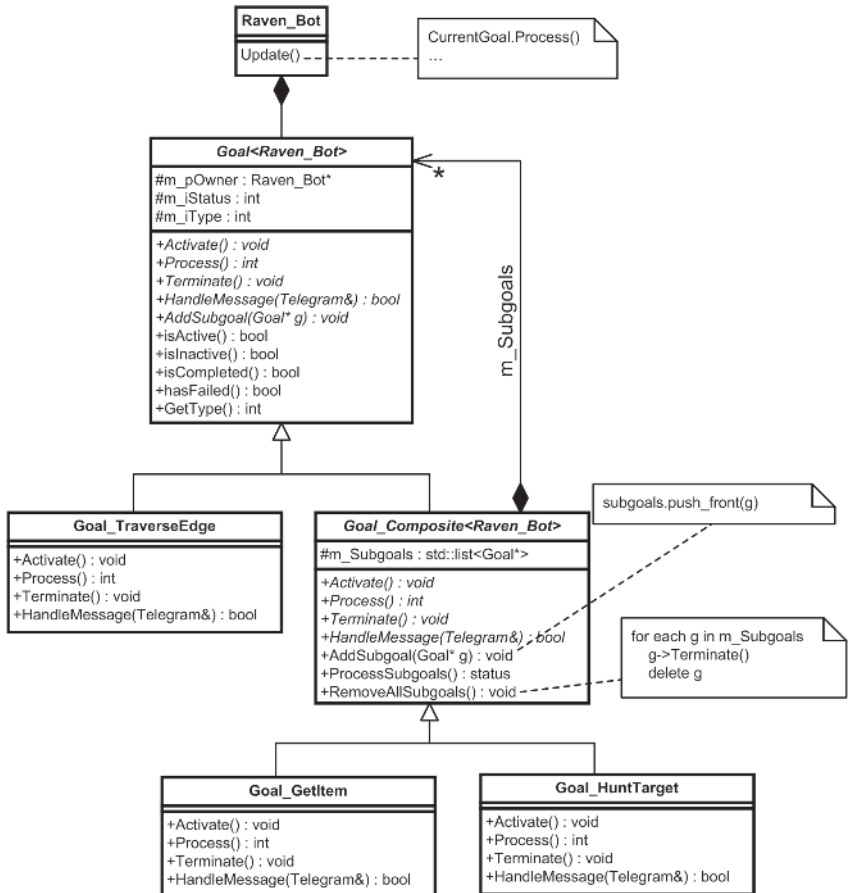 Raven_Bot
Update()
CurrentGoal.Process()
...
Goal<Raven_Bot>
#m_pOwner : Raven_Bot*
#m_iStatus : int
#m_iType : int
+Activate() : void
+Process() : int
+Terminate() : void
+HandleMessage(Telegram&) : bool
+AddSubgoal(Goal* g) : void
+isActive() : bool
+isInactive() : bool
+isCompleted() : bool
+hasFailed() : bool
+GetType() : int
*
m_Subgoals
Goal_TraverseEdge
+Activate() : void
+Process() : int
+Terminate() : void
+HandleMessage(Telegram&) : bool
Goal_Composite<Raven_Bot>
#m_Subgoals : std::list<Goal*>
+Activate() : void
+Process() : int
+Terminate() : void
+HandleMessage(Telegram&) : bool
+AddSubgoal(Goal* g) : void
+ProcessSubgoals() : status
+RemoveAllSubgoals() : void
subgoals.push_front(g)
for each g in m_Subgoals
g->Terminate()
delete g
Goal_GetItem
+Activate() : void
+Process() : int
+Terminate() : void
+HandleMessage(Telegram&) : bool
Goal_HuntTarget
+Activate() : void
+Process() : int
+Terminate() : void
+HandleMessage(Telegram&) : bool